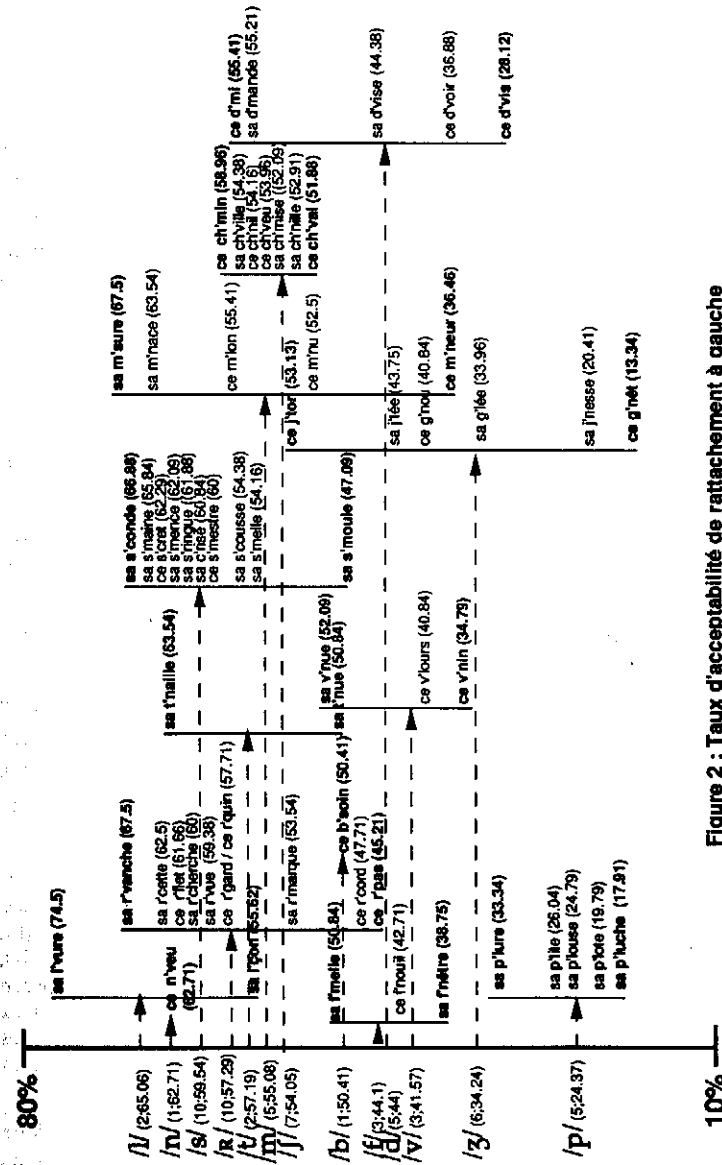 80%
/l/ (2;65.06)
/n/ (1;62.71)
/s/ (10;59.54)
/R/ (10;57.29)
/t/ (2;57.19)
/m/ (5;55.08)
/ʃ/ (7;54.05)
/b/ (1;50.41)
/f/ (3;44.1)
/d/ (5;44)
/v/ (3;41.57)
/ʒ/ (6;34.24)
/p/ (5;24.37)
10%
sa l'vure (74.5)
sa l'çon (55.62)
ce n'veu
(62.71)
sa f'melle (50.84)
ce f'nouil (42.71)
sa f'nêtre (38.75)
sa p'lure (33.34)
sa p'tite (26.04)
sa p'louse (24.79)
sa p'lote (19.79)
sa p'luche (17.91)
sa r'vanche (67.5)
sa r'cette (62.5)
ce r'flet (61.66)
sa r'cherche (60)
sa r'vue (59.38)
ce r'gard / ce r'quin (57.71)
sa r'marque (53.54)
ce r'cord (47.71)
ce r'pas (45.21)
ce b'soin (50.41)
sa t'naille (63.54)
sa t'nue (50.84)
sa v'nue (52.09)
ce v'lours (40.84)
ce v'nin (34.79)
sa s'conde (66.88)
sa s'maine (65.84)
ce s'cret (62.29)
sa s'mence (62.09)
sa s'ringue (61.88)
sa c'rise (60.84)
ce s'mestre (60)
sa s'cousse (54.38)
sa s'melle (54.16)
sa s'moule (47.09)
ce j'ton (53.13)
sa j'tée (43.75)
ce g'nou (40.84)
sa g'lée (33.96)
sa j'nesse (20.41)
ce g'nêt (13.34)
sa m'sure (67.5)
sa m'nace (63.54)
ce m'lon (55.41)
ce m'nu (52.5)
ce m'neur (36.46)
ce ch'min (58.96)
sa ch'ville (54.38)
ce ch'nil (54.16)
ce ch'veu (53.96)
sa ch'mise ((52.09)
sa ch'nille (52.91)
ce ch'val (51.88)
ce d'mi (55.41)
sa d'mande (55.21)
sa d'vise (44.38)
ce d'voir (36.88)
ce d'vis (28.12)
Figure 2 : Taux d'acceptabilité de rattachement à gauche